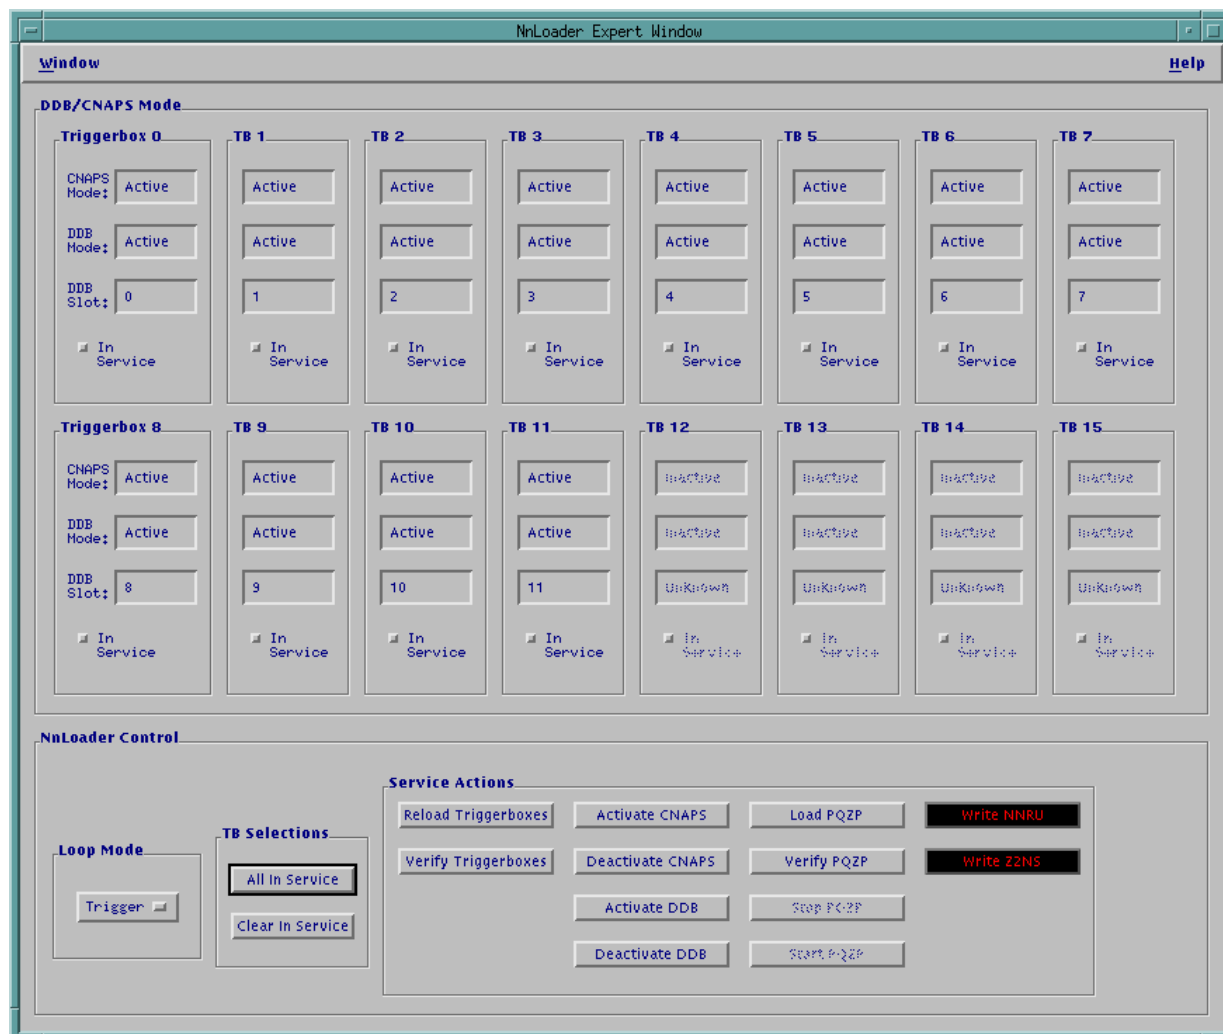 NnLoader Expert Window
Window Help
DDB/CNAPS Mode
Triggerbox 0 TB 1 TB 2 TB 3 TB 4 TB 5 TB 6 TB 7
CNAPS
Mode: Active Active Active Active Active Active Active Active
DDB
Mode: Active Active Active Active Active Active Active Active
DDB
Slot: 0 1 2 3 4 5 6 7
In In In In In In In In
Service Service Service Service Service Service Service Service
Triggerbox 8 TB 9 TB 10 TB 11 TB 12 TB 13 TB 14 TB 15
CNAPS
Mode: Active Active Active Active Inactive Inactive Inactive Inactive
DDB
Mode: Active Active Active Active Inactive Inactive Inactive Inactive
DDB
Slot: 8 9 10 11 Unknown Unknown Unknown Unknown
In In In In In In In In
Service Service Service Service Service Service Service Service
NnLoader Control
Service Actions
Reload Triggerboxes Activate CNAPS Load PQZP Write NNRU
TB Selections
Loop Mode
Verify Triggerboxes Deactivate CNAPS Verify PQZP Write Z2NS
All In Service
Trigger
Activate DDB Stop PQZP
Clear In Service
Deactivate DDB Start PQZP